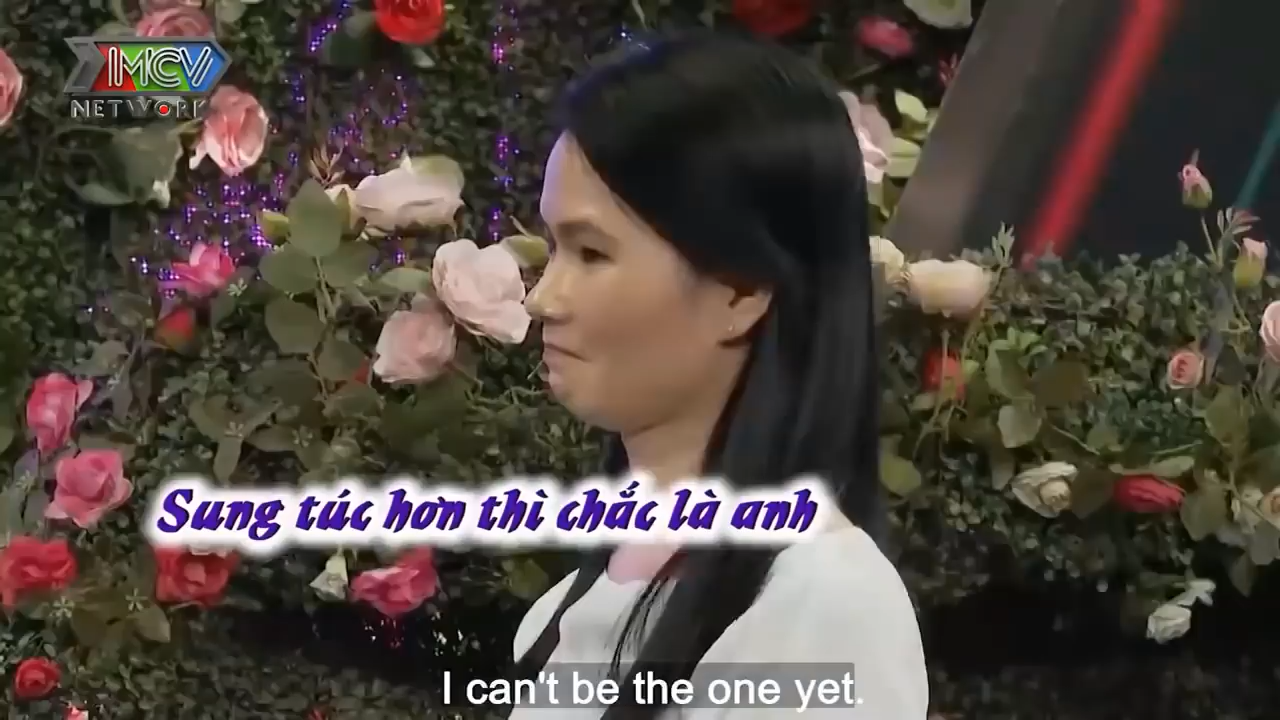 MCV
NETWORK
Sung túc hơn thì chắc là anh
I can't be the one yet.